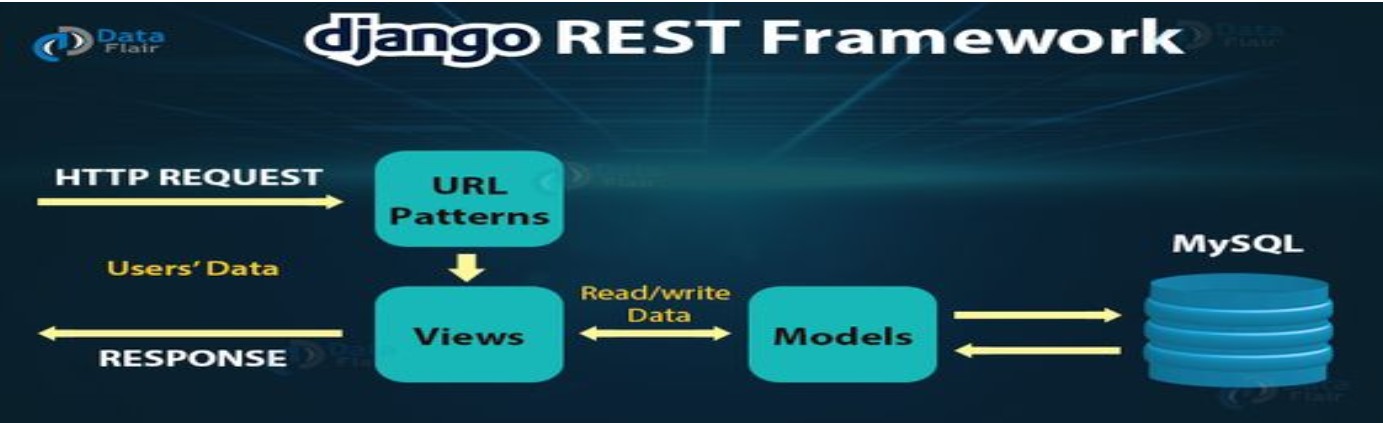 Data
Flair
django REST Framework
HTTP REQUEST
URL
Patterns
Users' Data
MySQL
Read/write
Data
Views
Models
RESPONSE